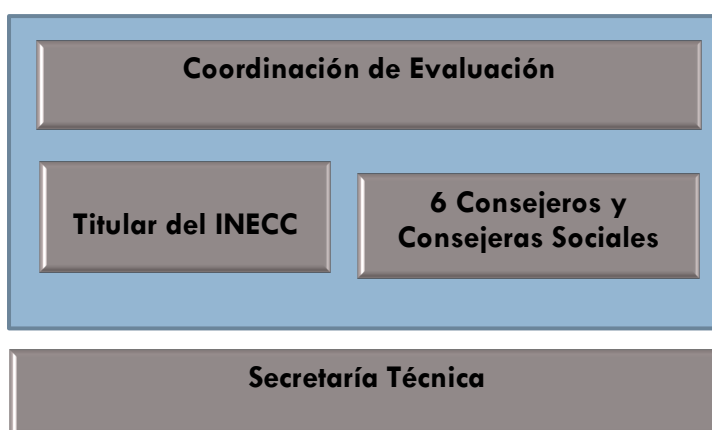 Coordinación de Evaluación
Titular del INECC
6 Consejeros y
Consejeras Sociales
Secretaría Técnica